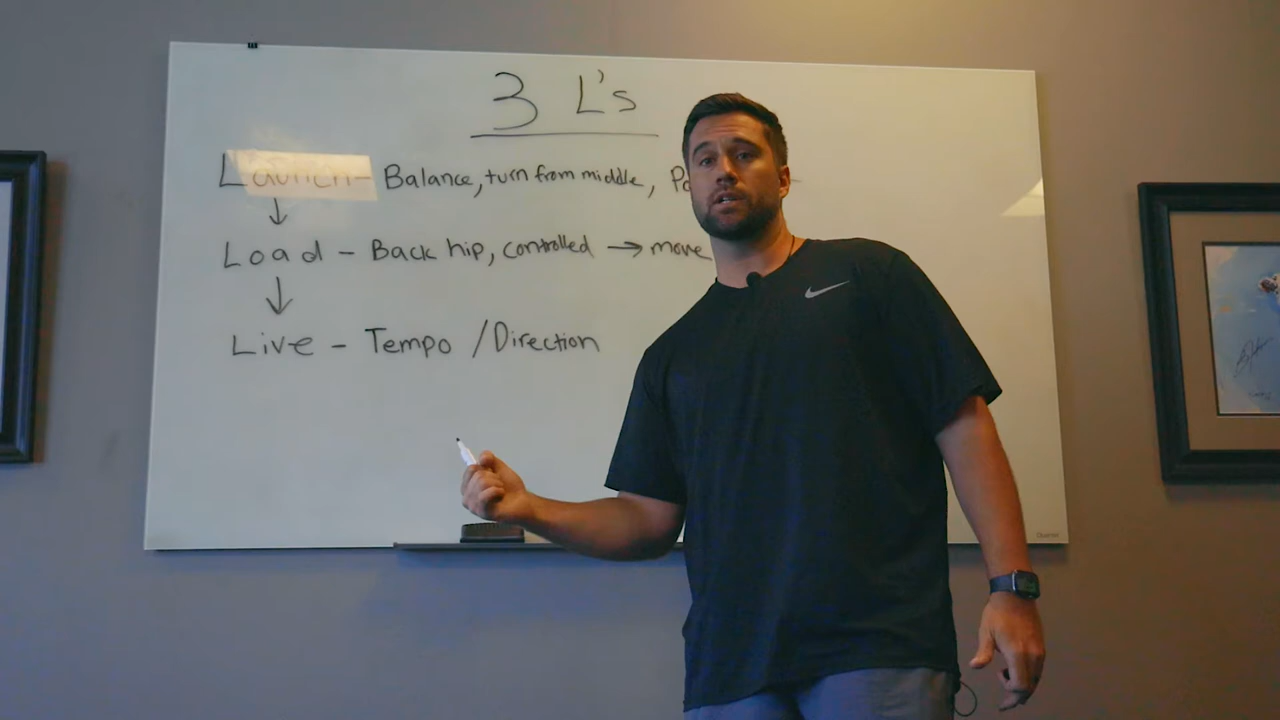 3 L's
Launch - Balance, turn from middle,
Load - Back hip, controlled → move
Live - Tempo / Direction